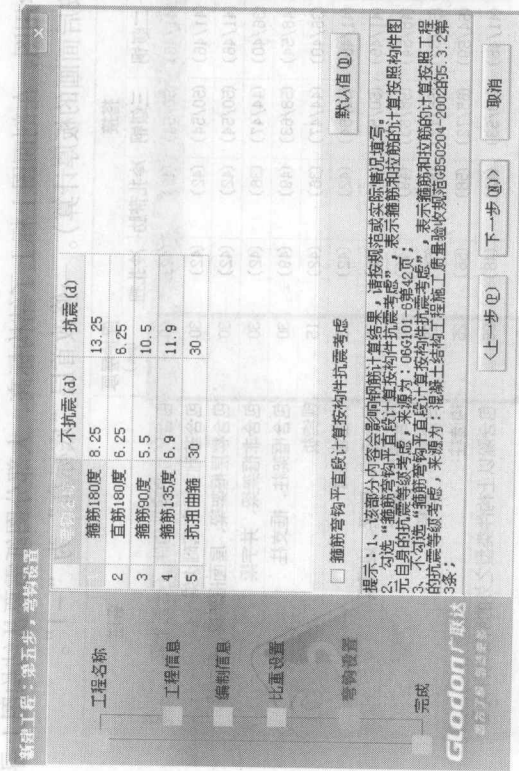 新建工程：第五步，弯钩设置
工程名称
工程信息
编制信息
比重设置
弯钩设置
完成
GLodon广联达
不抗震(d) 抗震(d)
箍筋180度 8.25 13.25
2 直筋180度 6.25 6.25
3 箍筋90度 5.5 10.5
4 箍筋135度 6.9 11.9
5 抗扭曲箍 30 30
箍筋弯钩平直段计算按构件抗震考虑
默认值(D)
提示：1、该部分内容会影响钢筋计算结果，请按规范或实际情况填写。
2、勾选“箍筋弯钩平直段计算按构件抗震考虑”，表示箍筋和拉筋的计算按照构件图
元自身的抗震等级考虑，来源为：06G101-6第42页；
3、不勾选“箍筋弯钩平直段计算按构件抗震考虑”，表示箍筋和拉筋的计算按照工程
的抗震等级考虑，来源为：混凝土结构工程施工质量验收规范GB50204-2002的5.3.2第
3条；
<上一步(P) 下一步(N)> 取消